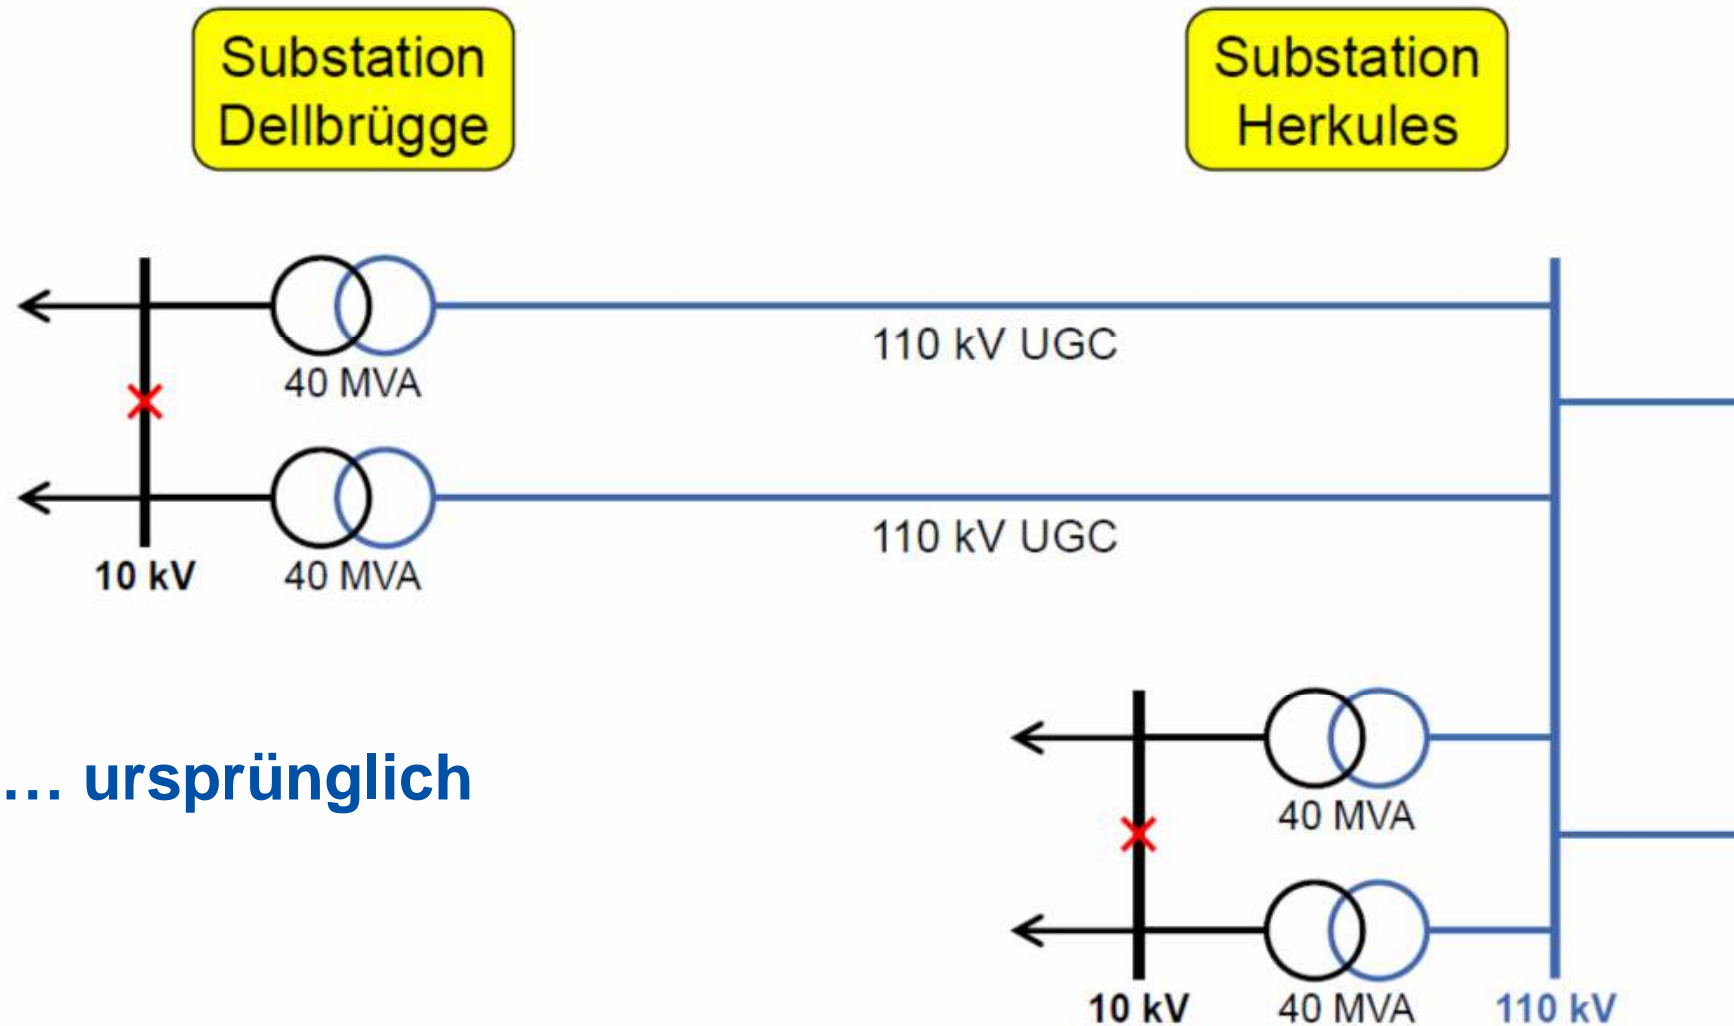 Substation
Dellbrügge
Substation
Herkules
110 kV UGC
40 MVA
110 kV UGC
10 kV
40 MVA
... ursprünglich
40 MVA
10 kV
40 MVA
110 kV